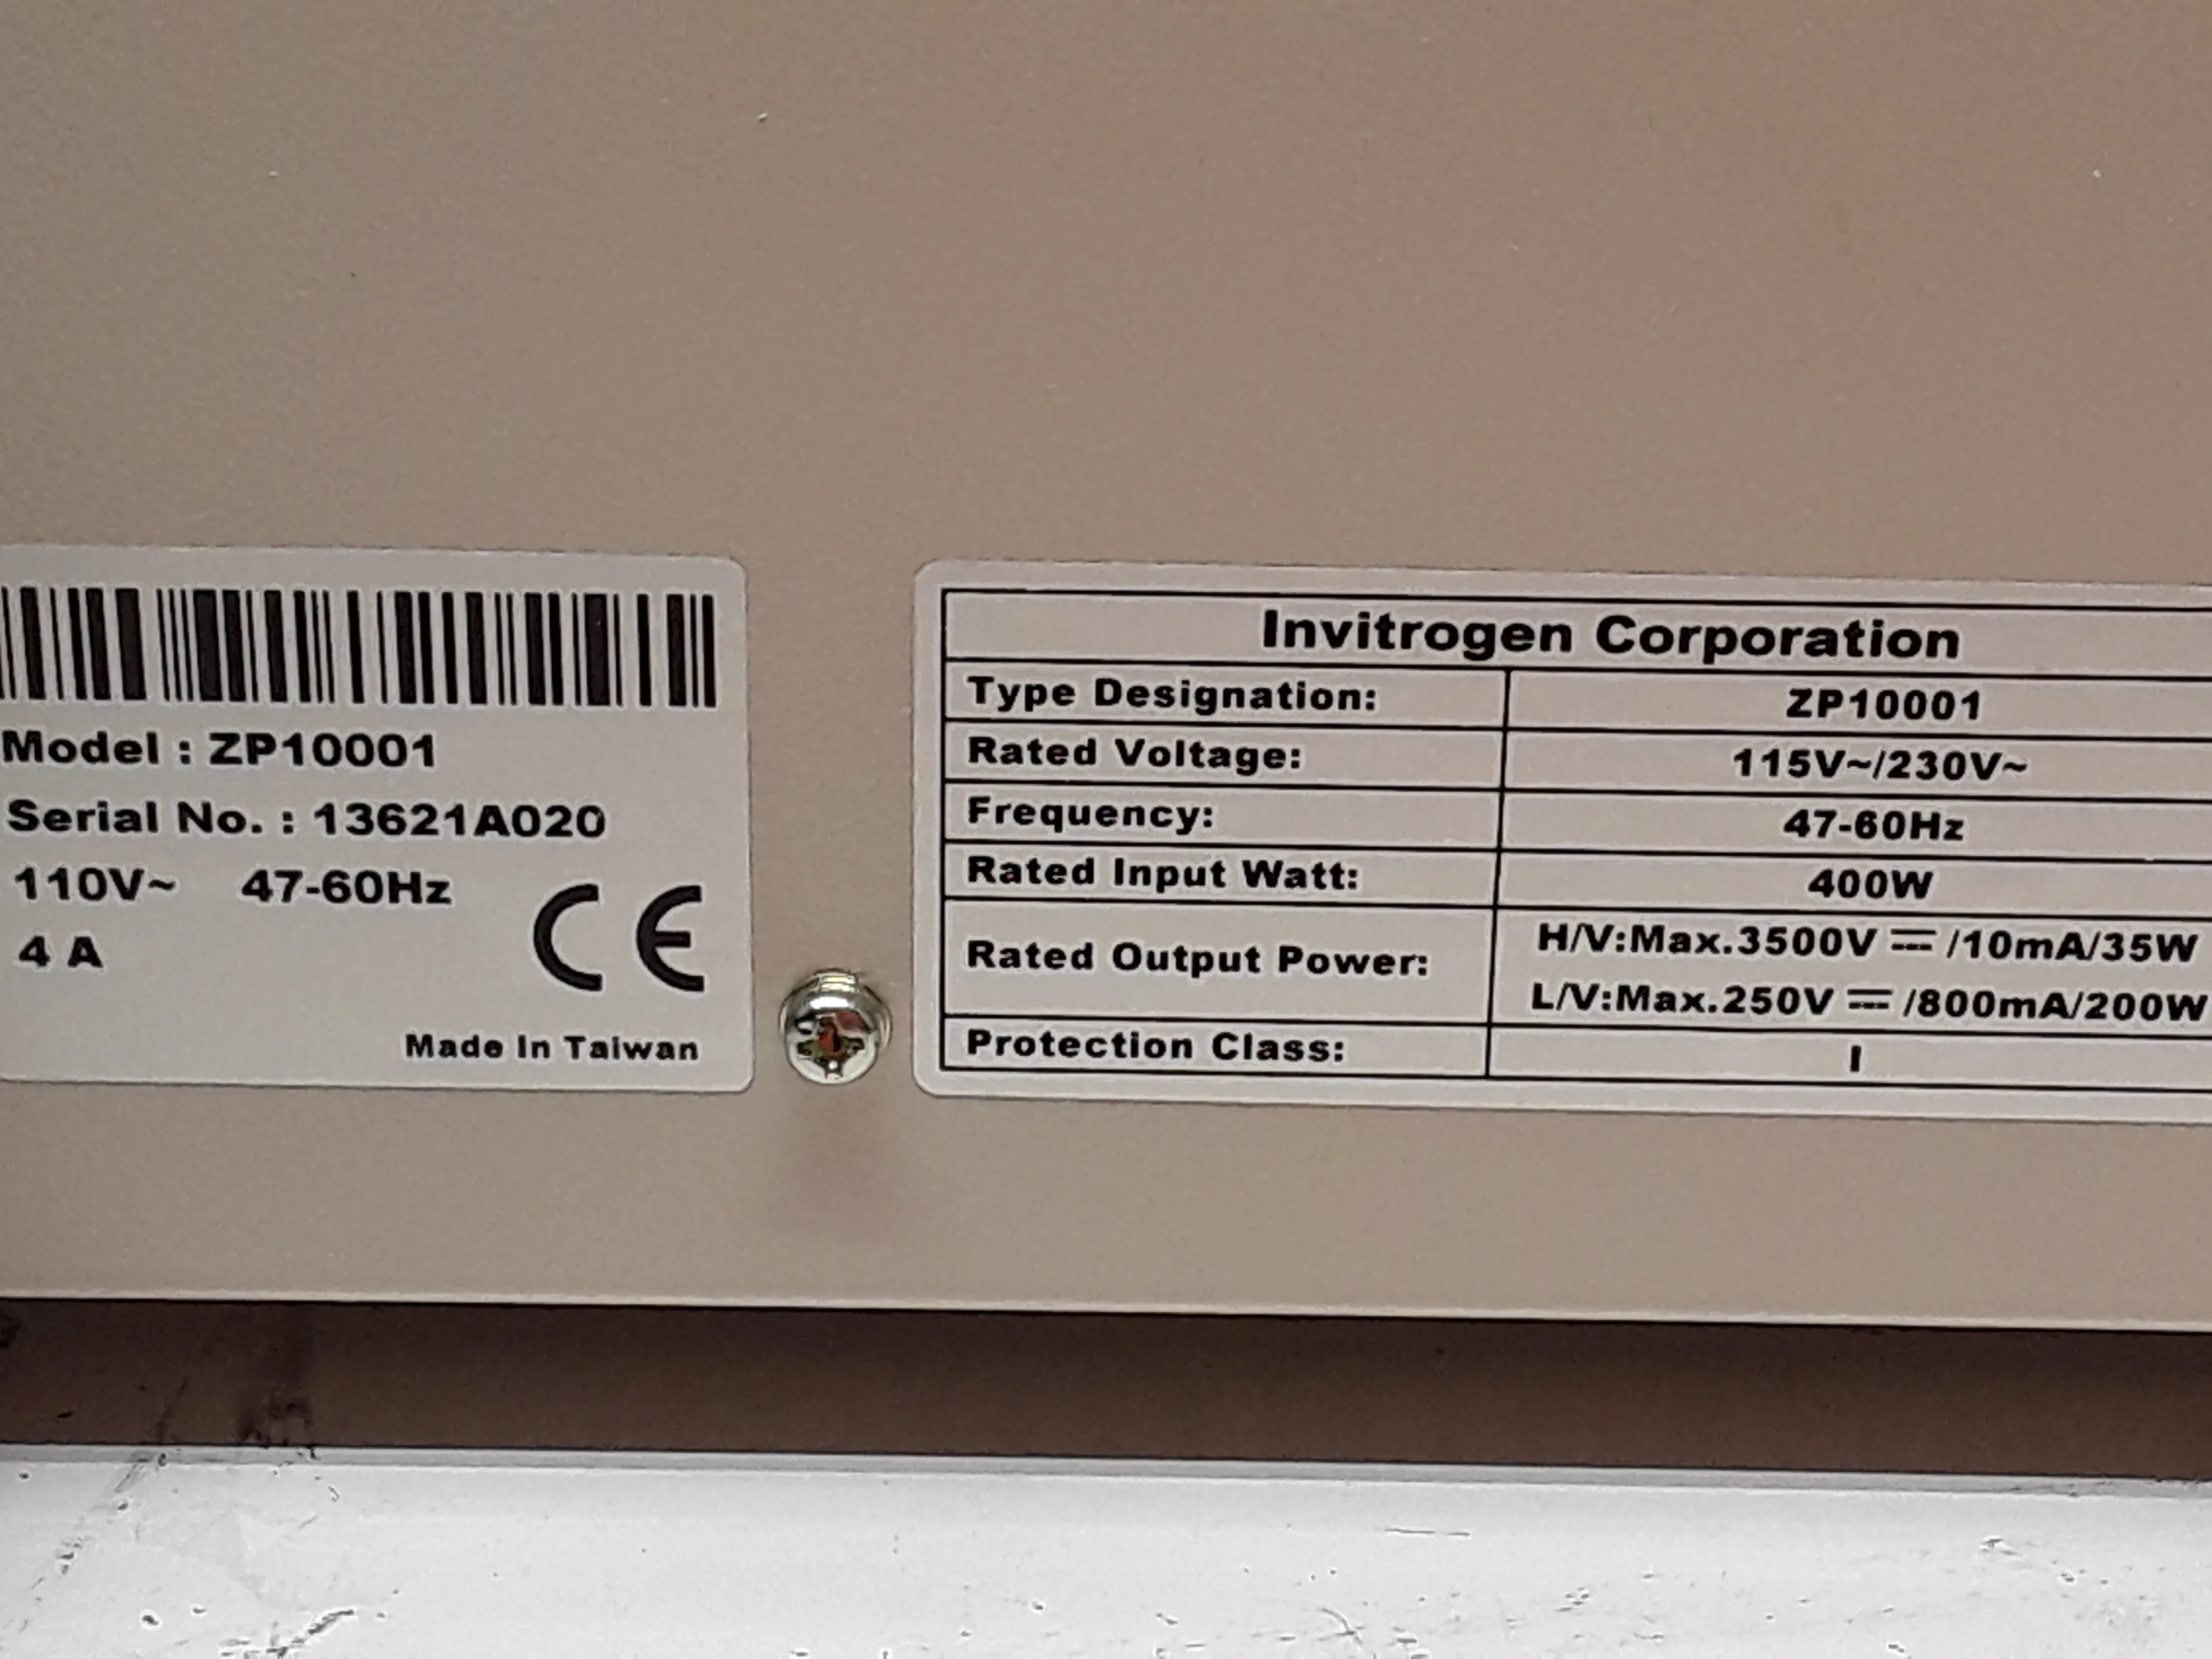 Model : ZP10001
Serial No. : 13621A020
110V~ 47-60Hz
4 A
CE
Made In Taiwan
Invitrogen Corporation
Type Designation: ZP10001
Rated Voltage: 115V~/230V~
Frequency: 47-60Hz
Rated Input Watt: 400W
Rated Output Power: H/V:Max.3500V ⎓ /10mA/35W
L/V:Max.250V ⎓ /800mA/200W
Protection Class: I